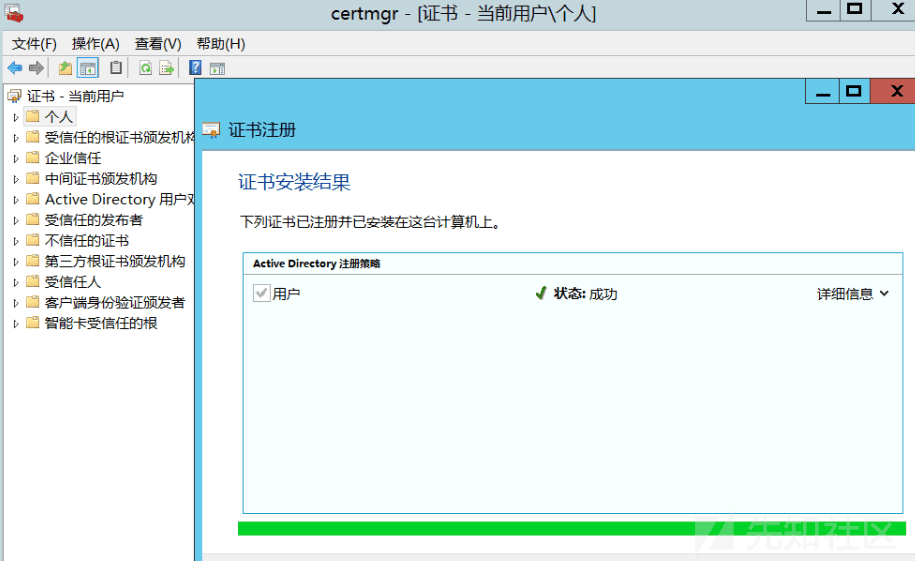 certmgr - [证书 - 当前用户\个人]
文件(F) 操作(A) 查看(V) 帮助(H)
证书 - 当前用户
个人
受信任的根证书颁发机构
企业信任
中间证书颁发机构
Active Directory 用户对
受信任的发布者
不信任的证书
第三方根证书颁发机构
受信任人
客户端身份验证颁发者
智能卡受信任的根
证书注册
证书安装结果
下列证书已注册并已安装在这台计算机上。
Active Directory 注册策略
用户 状态: 成功 详细信息
先知社区